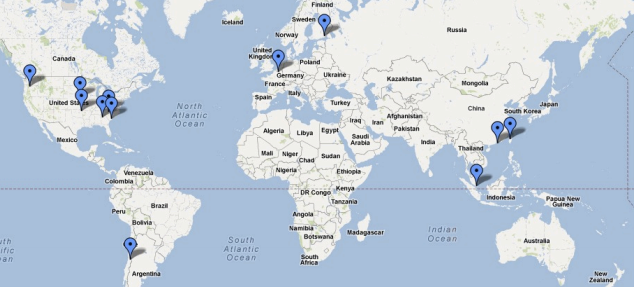 Finland
Iceland
Sweden
Russia
Norway
Canada
United
Kingdom
Poland
Germany
Ukraine
Kazakhstan
France
Mongolia
Italy
Spain
United States
North
Atlantic
Ocean
Turkey
Japan
South Korea
China
Afghanistan
Iraq
Iran
Pakistan
Algeria
Libya
Egypt
Saudi
Arabia
Mexico
India
Thailand
Mali
Niger
Chad
Sudan
Nigeria
Ethiopia
Venezuela
Colombia
DR Congo
Kenya
Tanzania
Indonesia
Papua New
Guinea
Peru
Brazil
Bolivia
Angola
Namibia
Botswana
Madagascar
Indian
Ocean
Australia
South
Atlantic
Ocean
South
Africa
Argentina
New
Zealand